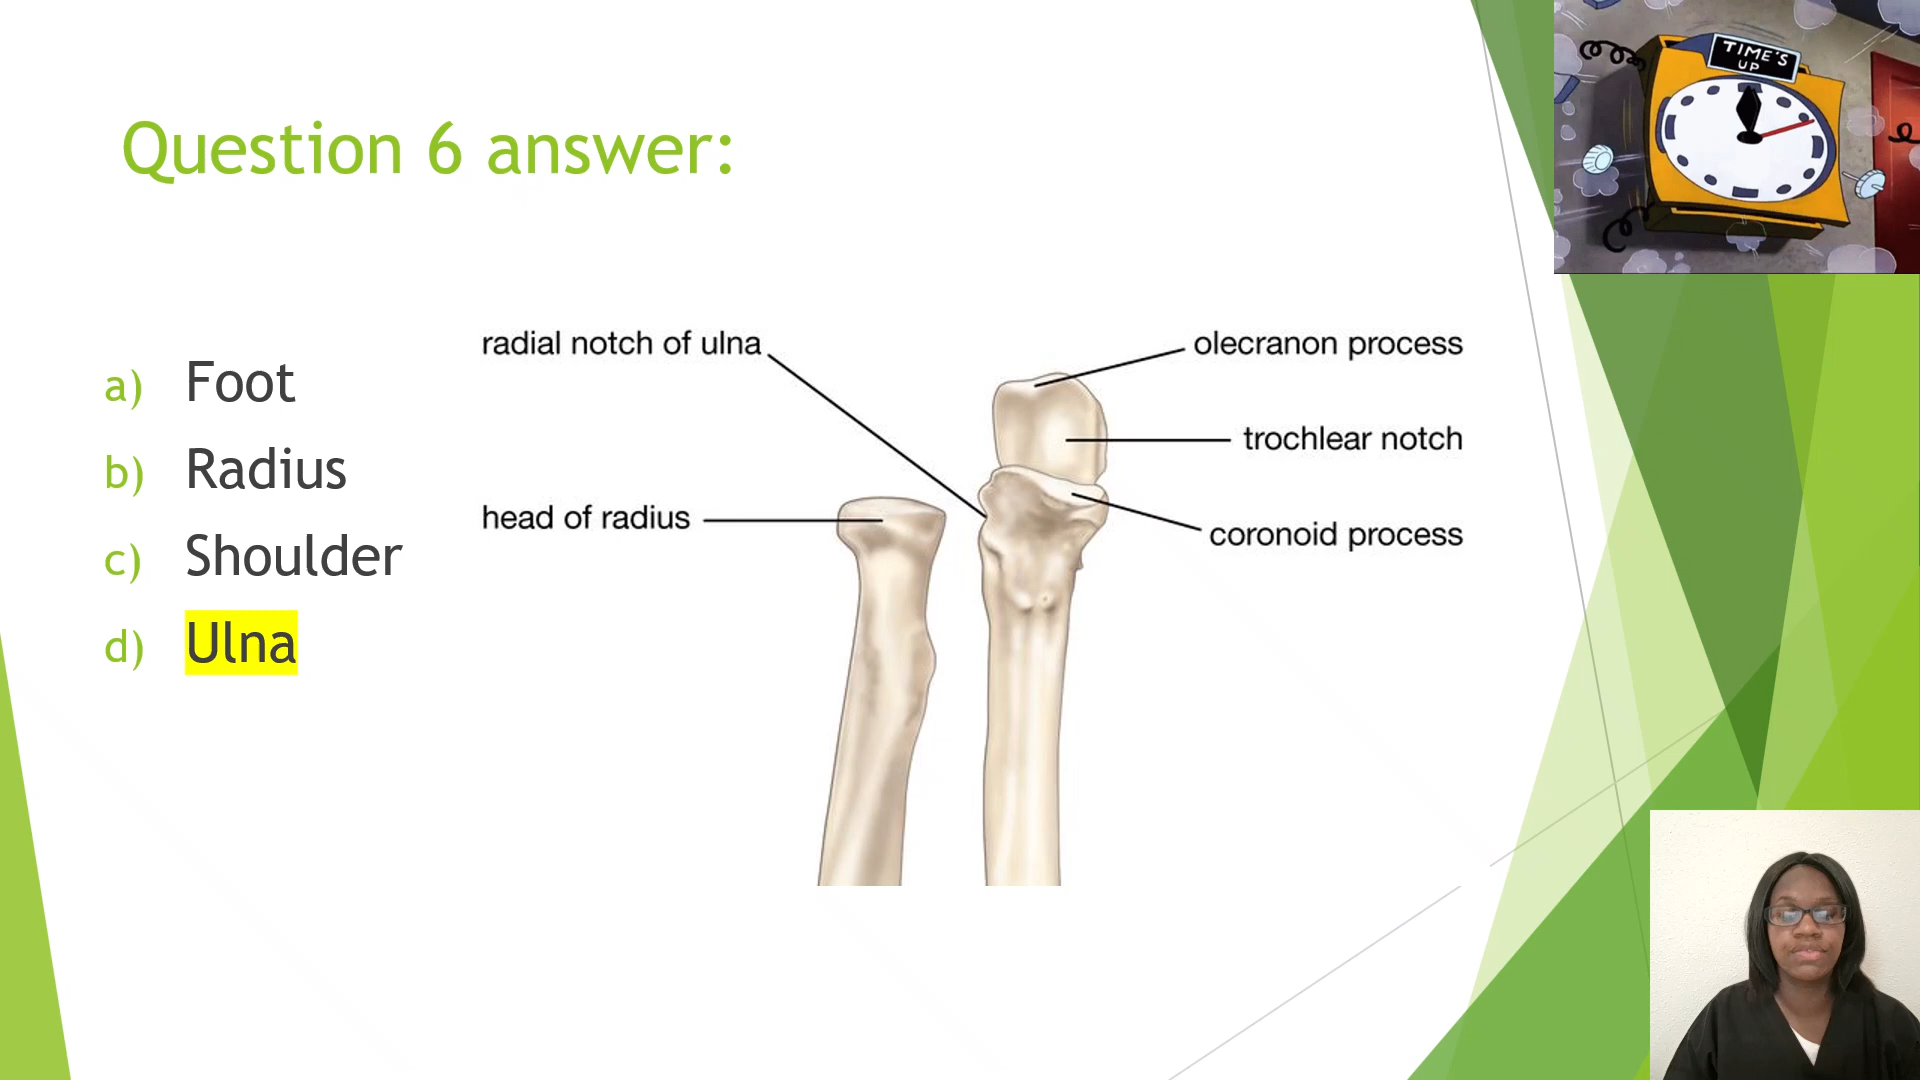 TIME'S
UP
Question 6 answer:
a) Foot
b) Radius
c) Shoulder
d) Ulna
radial notch of ulna
head of radius
olecranon process
trochlear notch
coronoid process